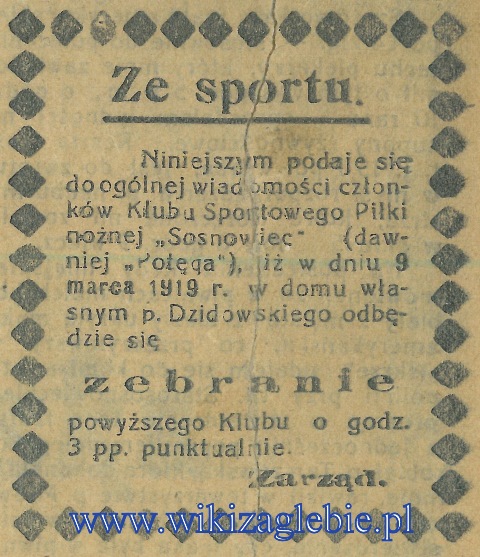 Ze sportu.
Niniejszym podaje się
do ogólnej wiadomości człon-
ków Klubu Sportowego Piłki
nożnej „Sosnowiec" (daw-
niej „Potęga"), iż w dniu 9
marca 1919 r. w domu wła-
snym p. Dzidowskiego odbę-
dzie się
zebranie
powyższego Klubu o godz.
3 pp. punktualnie.
Zarząd.
www.wikizaglebie.pl